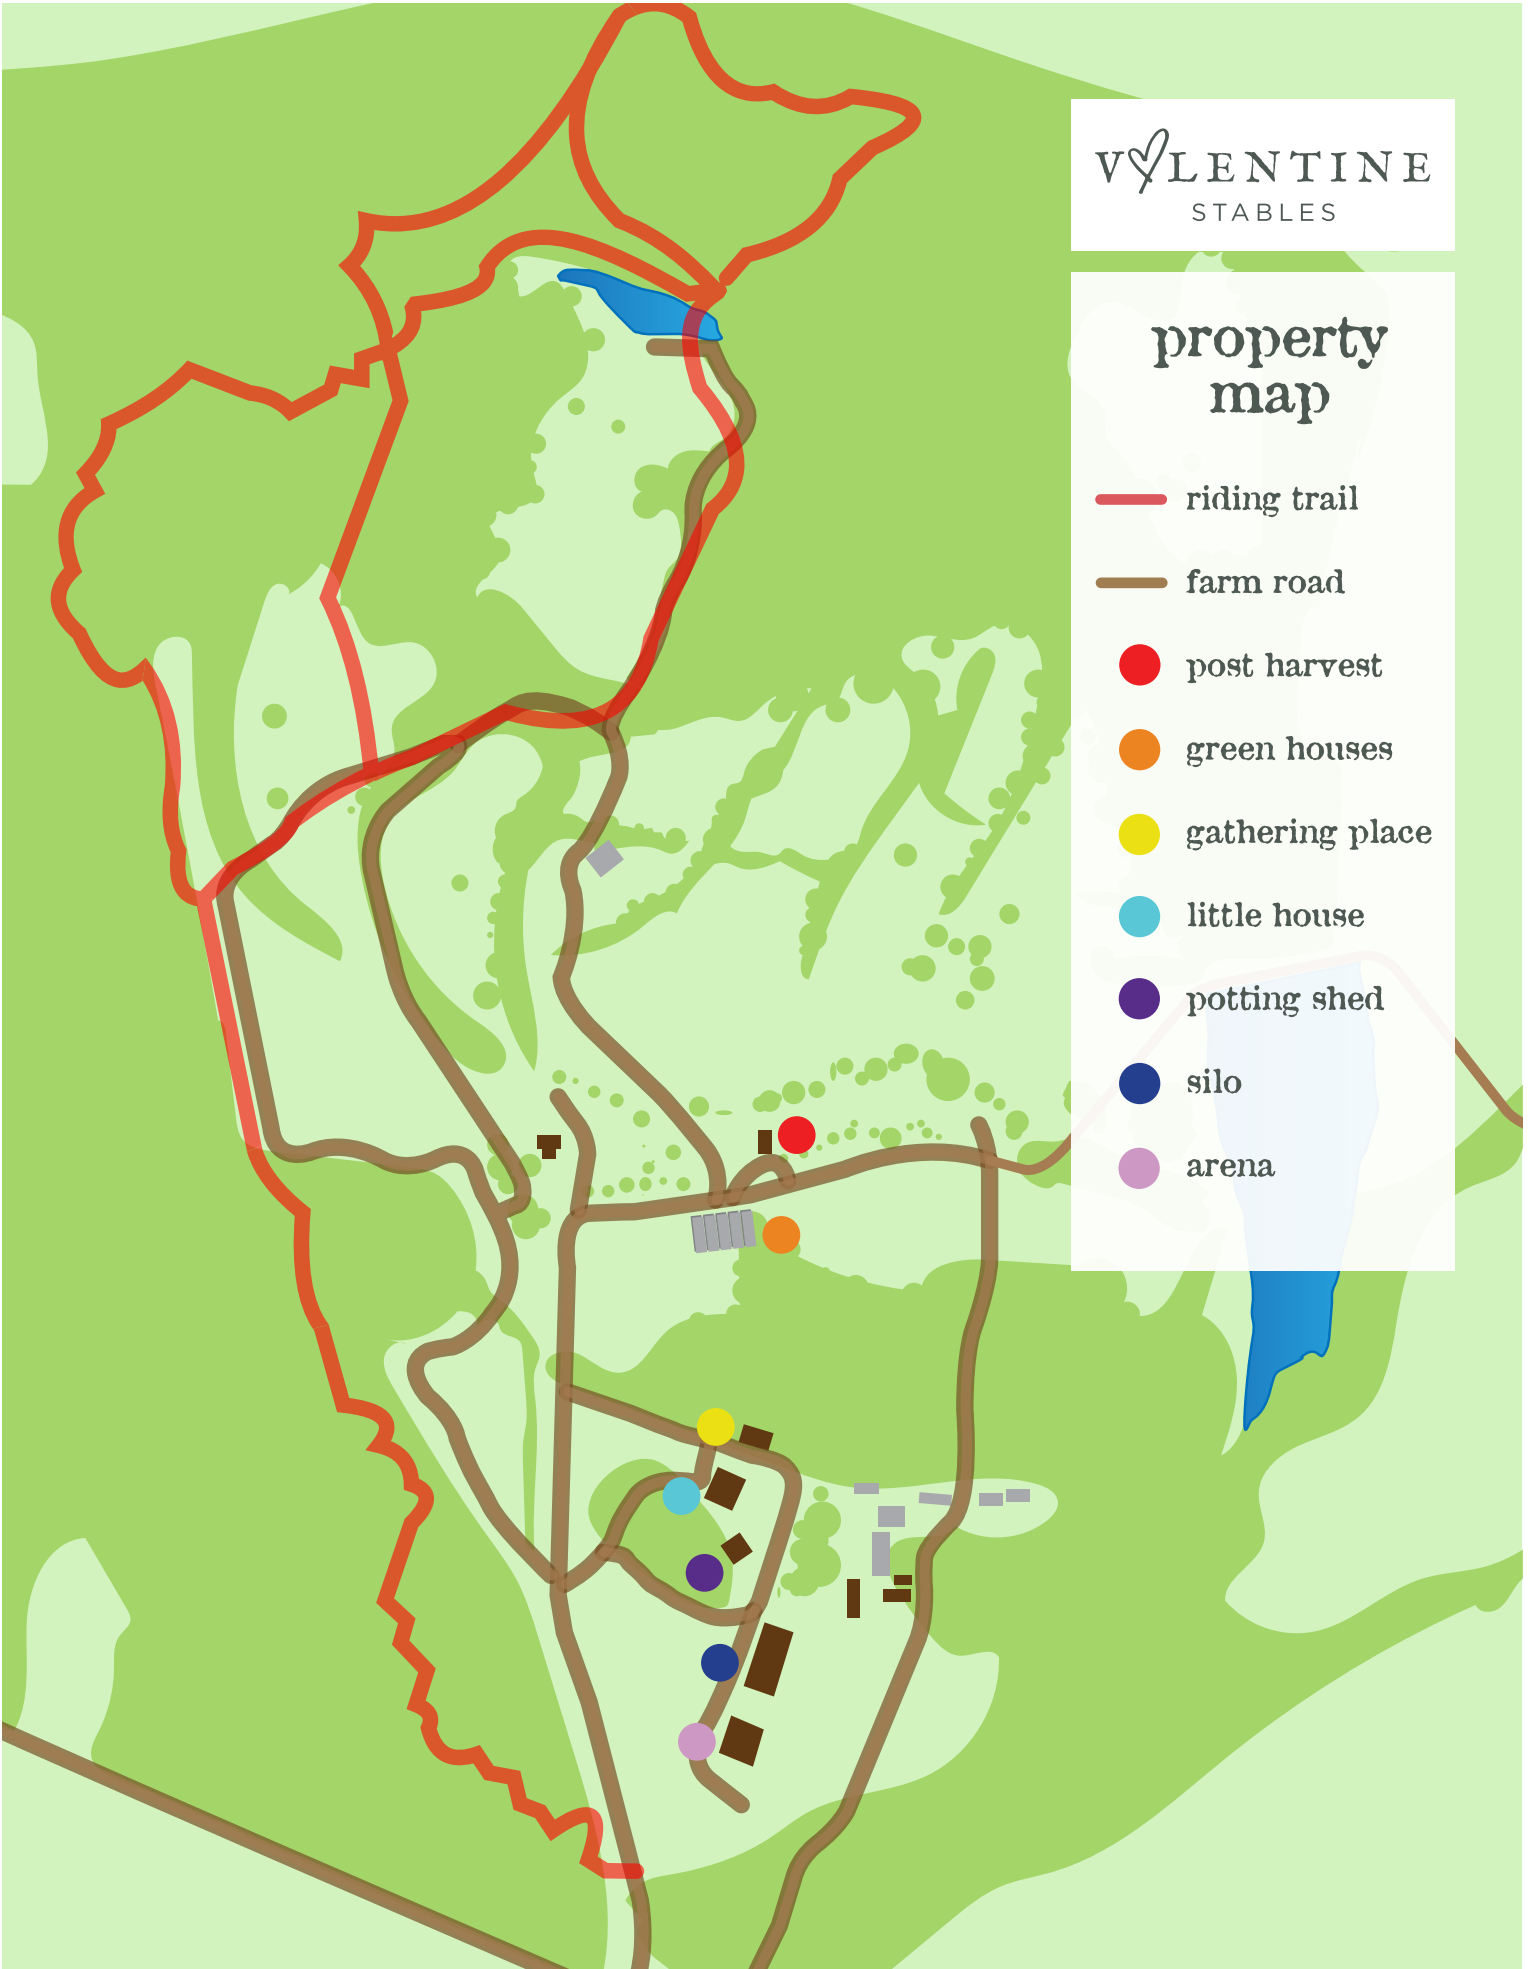 VALENTINE
STABLES
property
map
riding trail
farm road
post harvest
green houses
gathering place
little house
potting shed
silo
arena